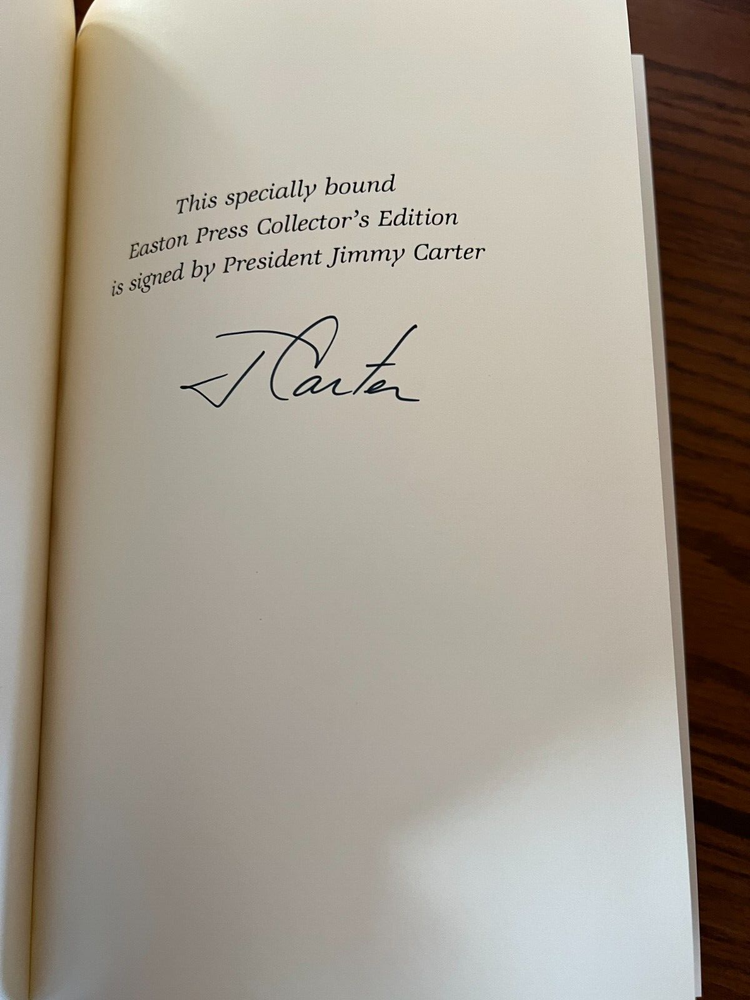 This specially bound
Easton Press Collector's Edition
is signed by President Jimmy Carter
J Carter